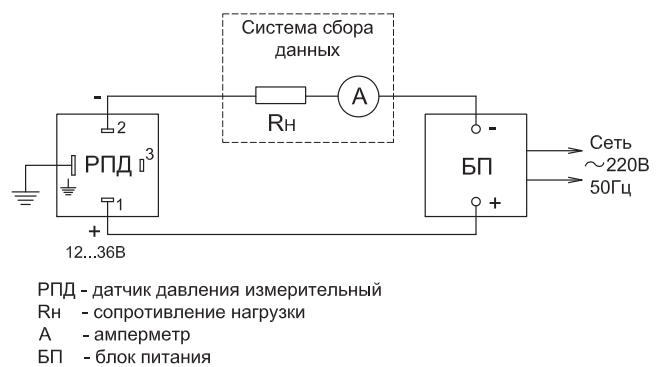 Система сбора
данных
Rн
A
-
2
РПД
3
1
+
12...36В
-
БП
+
Сеть
~220В
50Гц
РПД - датчик давления измерительный
Rн - сопротивление нагрузки
А - амперметр
БП - блок питания